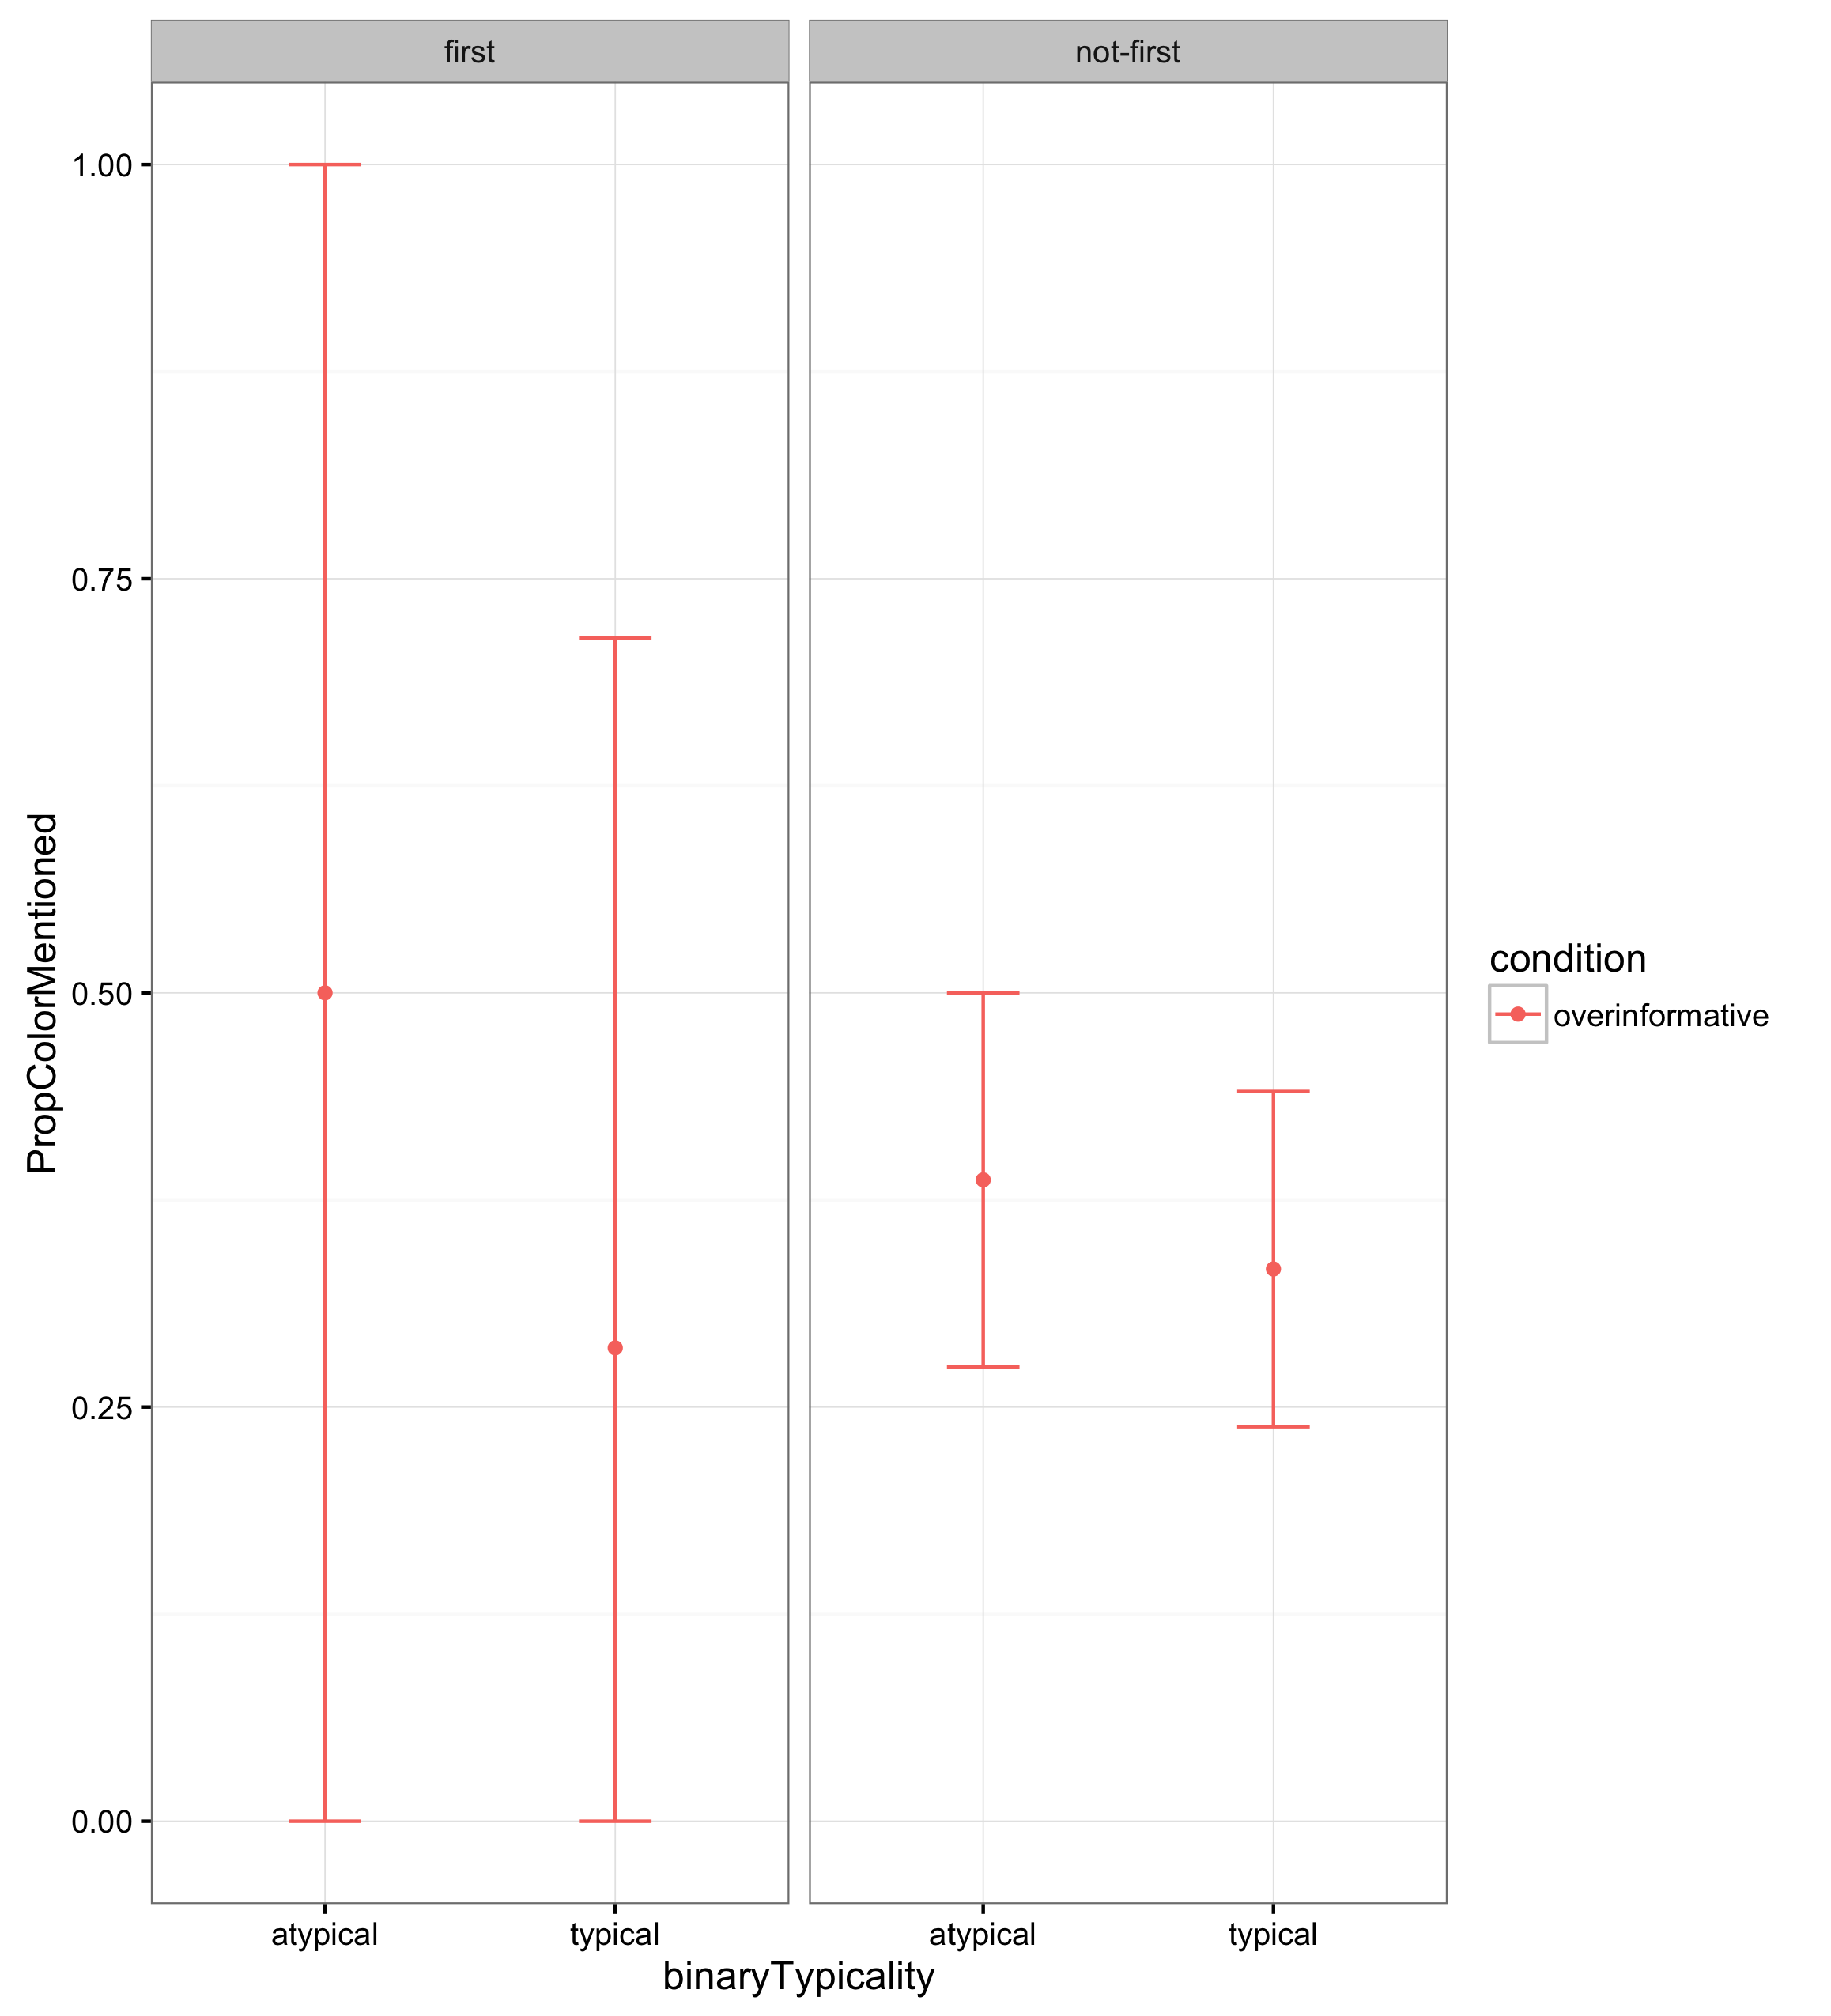 first
not-first
1.00
0.75
0.50
0.25
0.00
PropColorMentioned
atypical
typical
atypical
typical
binaryTypicality
condition
overinformative